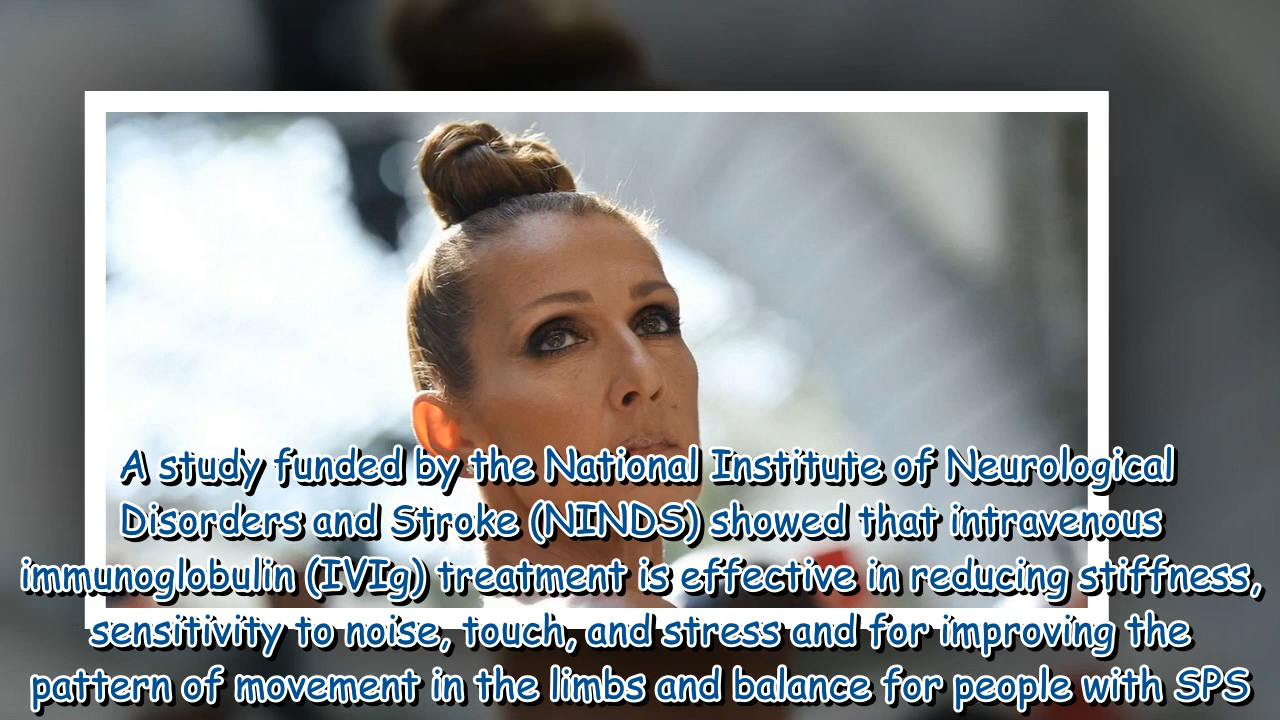 A study funded by the National Institute of Neurological
Disorders and Stroke (NINDS) showed that intravenous
immunoglobulin (IVIg) treatment is effective in reducing stiffness,
sensitivity to noise, touch, and stress and for improving the
pattern of movement in the limbs and balance for people with SPS